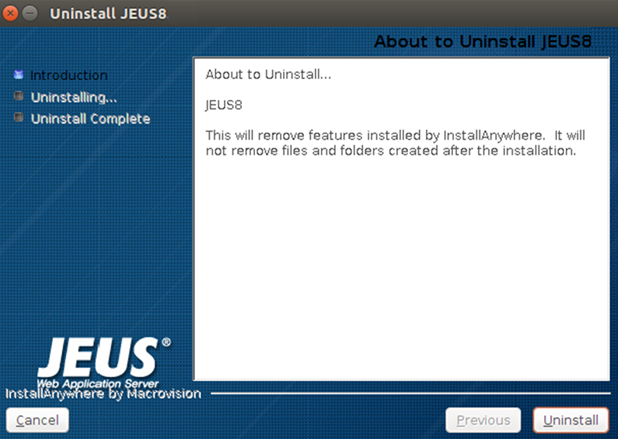 Uninstall JEUS8
About to Uninstall JEUS8
Introduction
Uninstalling...
Uninstall Complete
About to Uninstall...
JEUS8
This will remove features installed by InstallAnywhere. It will
not remove files and folders created after the installation.
JEUS®
Web Application Server
InstallAnywhere by Macrovision
Cancel
Previous
Uninstall